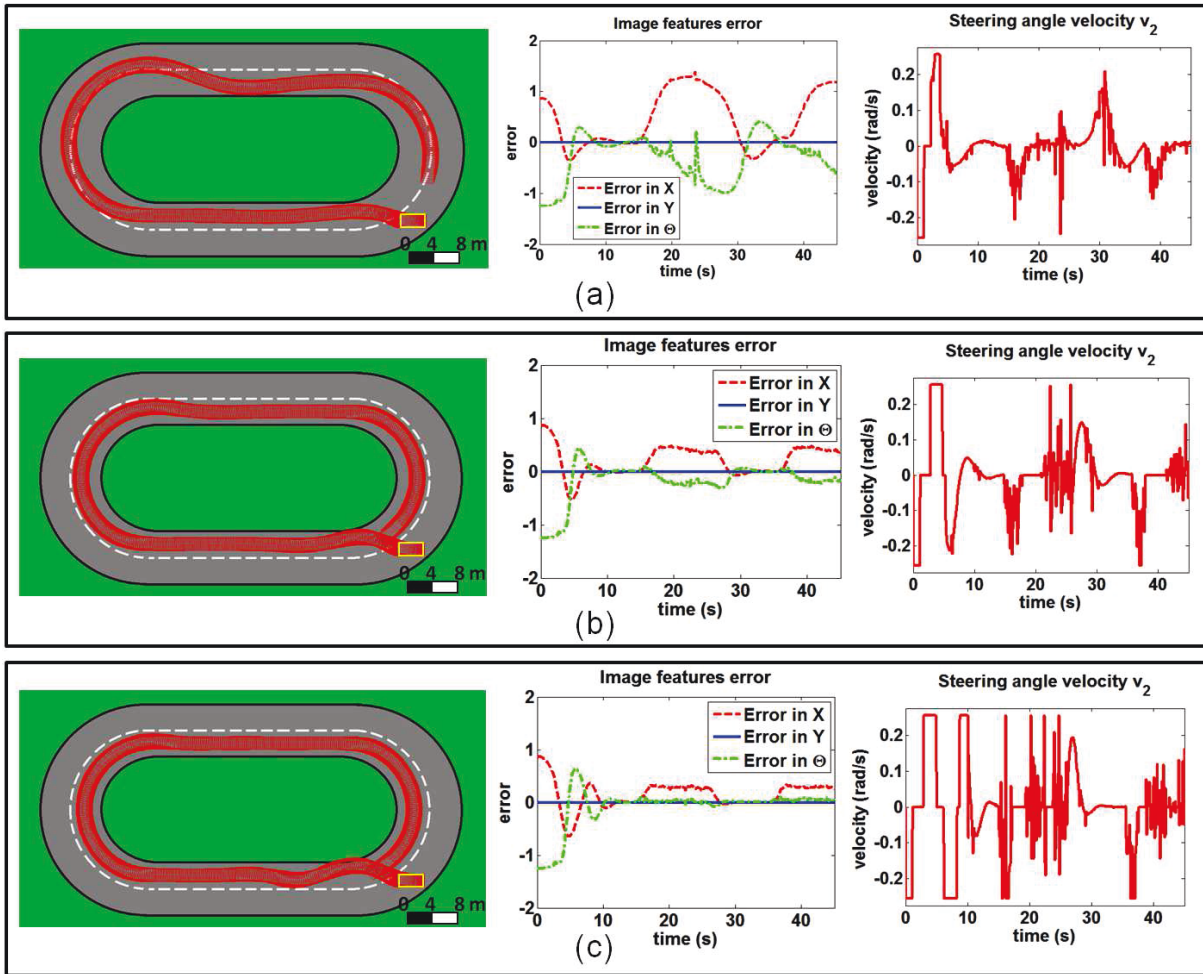 Image features error
Steering angle velocity v2
2
1
0
-1
-2
error
Error in X
Error in Y
Error in Θ
0 10 20 30 40
time (s)
0.2
0.1
0
-0.1
-0.2
velocity (rad/s)
0 10 20 30 40
time (s)
0 4 8 m
(a)
Image features error
Steering angle velocity v2
2
1
0
-1
-2
error
Error in X
Error in Y
Error in Θ
0 10 20 30 40
time (s)
0.2
0.1
0
-0.1
-0.2
velocity (rad/s)
0 10 20 30 40
time (s)
0 4 8 m
(b)
Image features error
Steering angle velocity v2
2
1
0
-1
-2
error
Error in X
Error in Y
Error in Θ
0 10 20 30 40
time (s)
0.2
0.1
0
-0.1
-0.2
velocity (rad/s)
0 10 20 30 40
time (s)
0 4 8 m
(c)